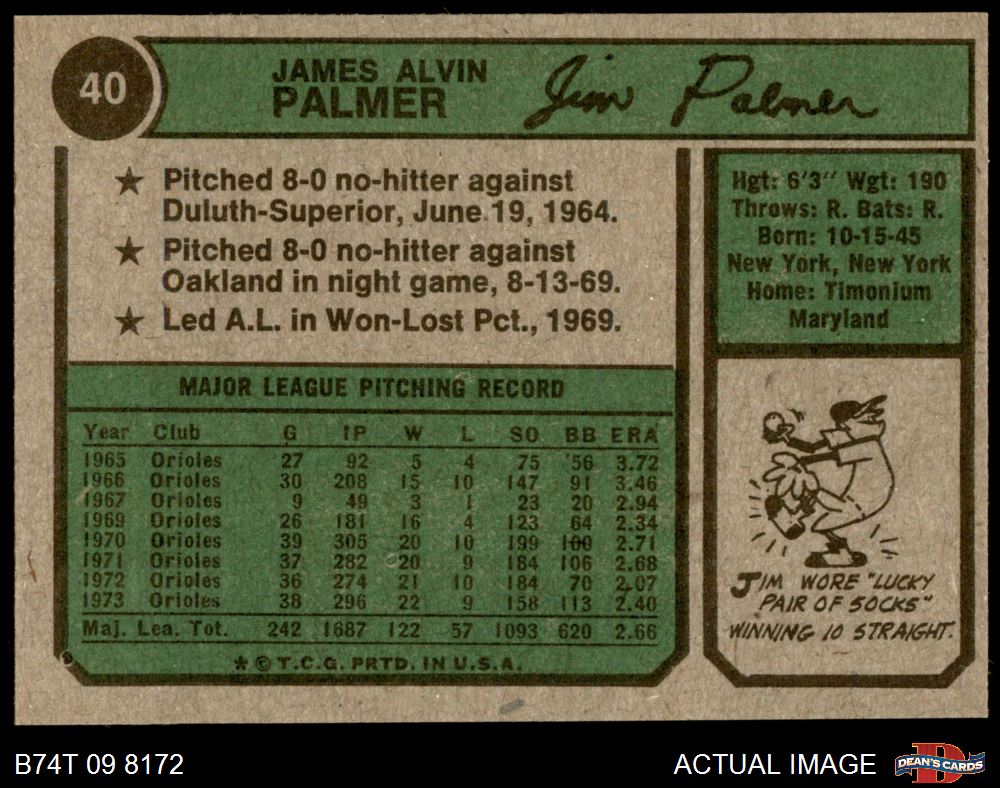 40
JAMES ALVIN
PALMER
Jim Palmer
★ Pitched 8-0 no-hitter against
Duluth-Superior, June 19, 1964.
★ Pitched 8-0 no-hitter against
Oakland in night game, 8-13-69.
★ Led A.L. in Won-Lost Pct., 1969.
Hgt: 6'3" Wgt: 190
Throws: R. Bats: R.
Born: 10-15-45
New York, New York
Home: Timonium
Maryland
MAJOR LEAGUE PITCHING RECORD
Year Club G IP W L SO BB ERA
1965 Orioles 27 92 5 4 75 56 3.72
1966 Orioles 30 208 15 10 147 91 3.46
1967 Orioles 9 49 3 1 23 20 2.94
1969 Orioles 26 181 16 4 123 64 2.34
1970 Orioles 39 305 20 10 199 100 2.71
1971 Orioles 37 282 20 9 184 106 2.68
1972 Orioles 36 274 21 10 184 70 2.07
1973 Orioles 38 296 22 9 158 113 2.40
Maj. Lea. Tot. 242 1687 122 57 1093 620 2.66
* © T.C.G. PRTD. IN U.S.A.
JIM WORE "LUCKY
PAIR OF SOCKS"
WINNING 10 STRAIGHT.
B74T 09 8172
ACTUAL IMAGE
DEAN'S CARDS